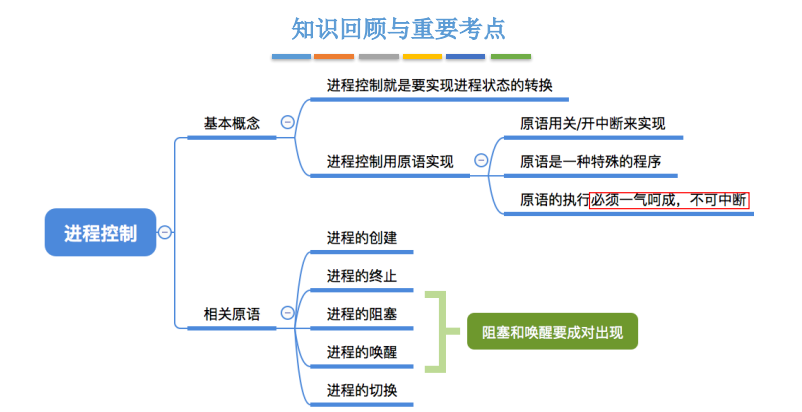 知识回顾与重要考点
进程控制就是要实现进程状态的转换
基本概念
原语用关/开中断来实现
进程控制用原语实现
原语是一种特殊的程序
原语的执行必须一气呵成，不可中断
进程控制
进程的创建
进程的终止
相关原语
进程的阻塞
阻塞和唤醒要成对出现
进程的唤醒
进程的切换